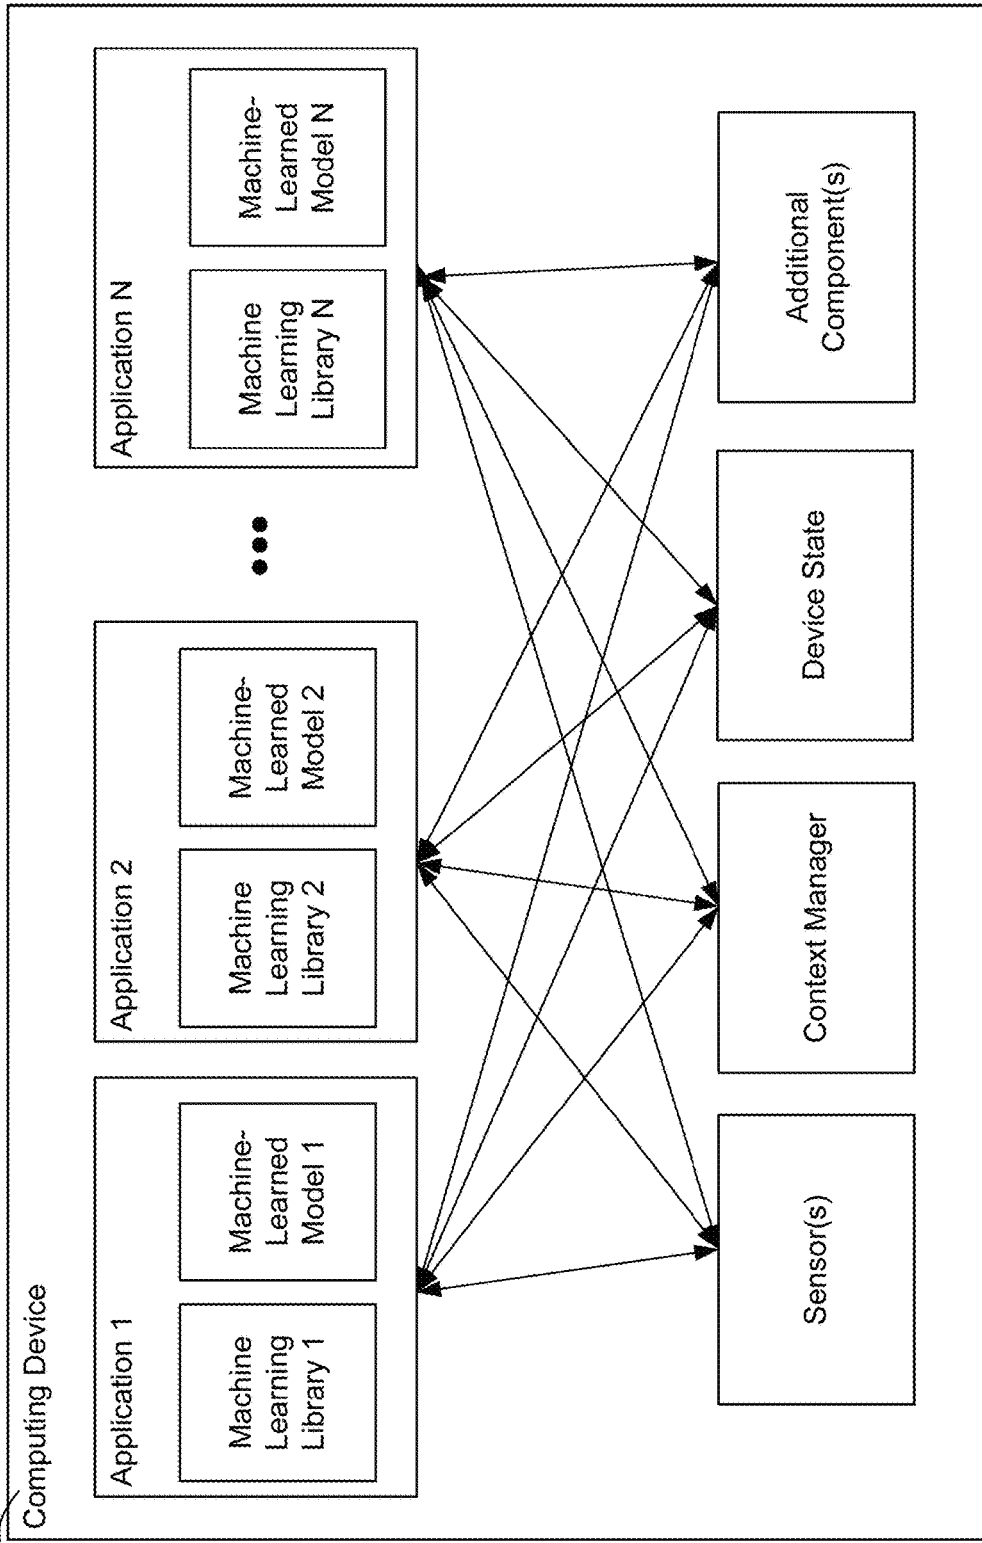 Computing Device
Application 1
Machine
Learning
Library 1
Machine-
Learned
Model 1
Application 2
Machine
Learning
Library 2
Machine-
Learned
Model 2
Application N
Machine
Learning
Library N
Machine-
Learned
Model N
Sensor(s)
Context Manager
Device State
Additional
Component(s)